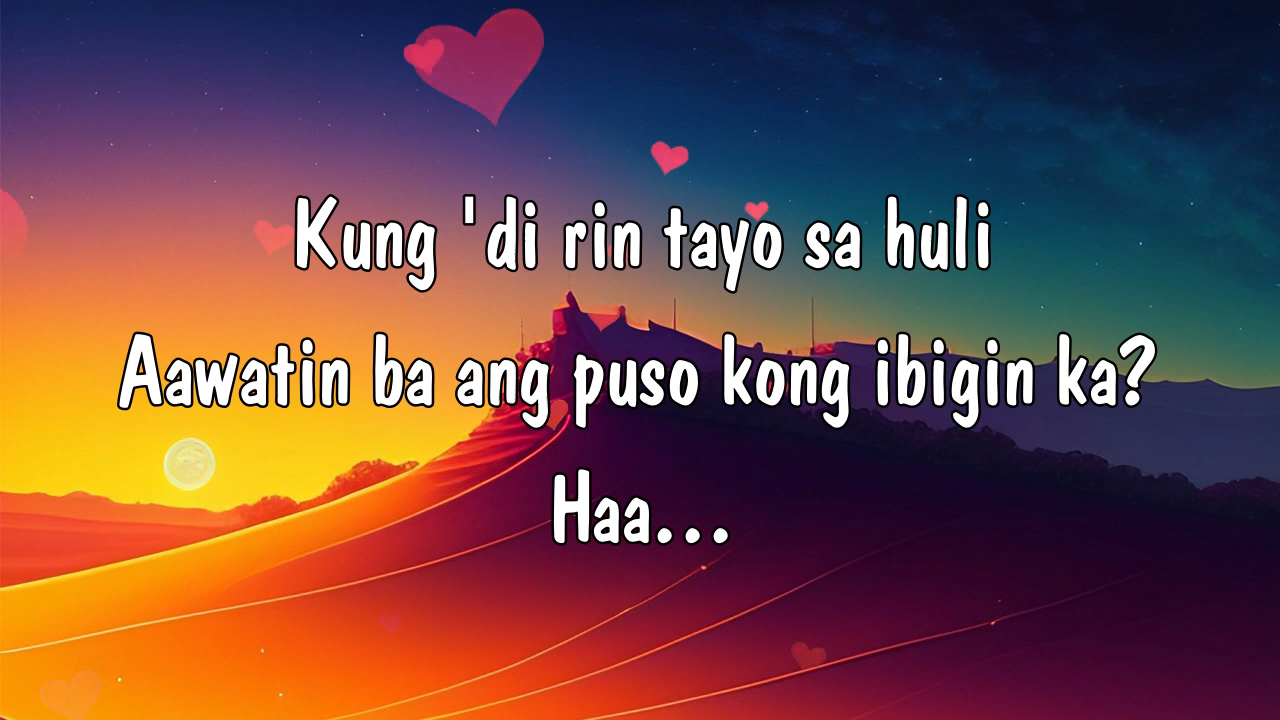 Kung 'di rin tayo sa huli
Aawatin ba ang puso kong ibigin ka?
Haa...